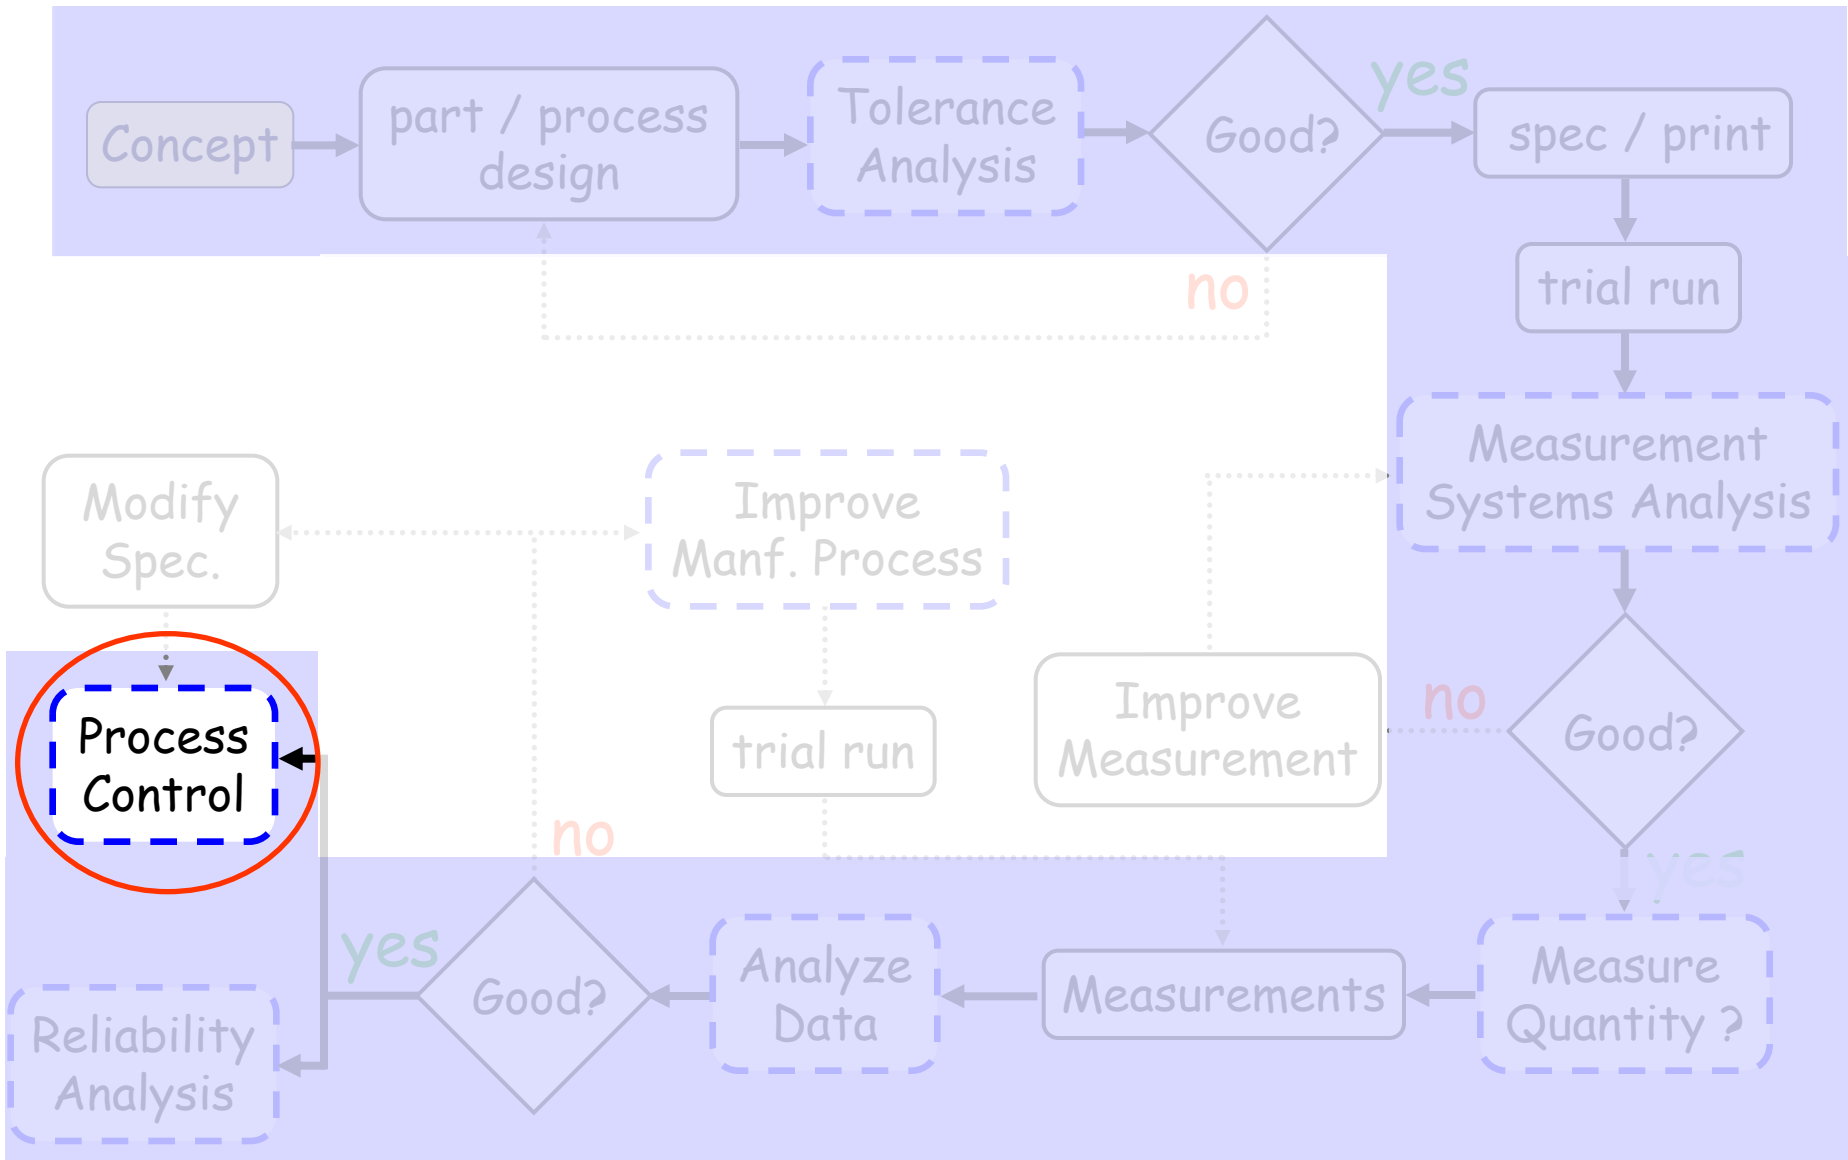 Concept
part / process
design
Tolerance
Analysis
Good?
yes
spec / print
no
trial run
Measurement
Systems Analysis
Modify
Spec.
Improve
Manf. Process
Improve
Measurement
no
Good?
Process
Control
trial run
no
yes
yes
Good?
Analyze
Data
Measurements
Measure
Quantity ?
Reliability
Analysis